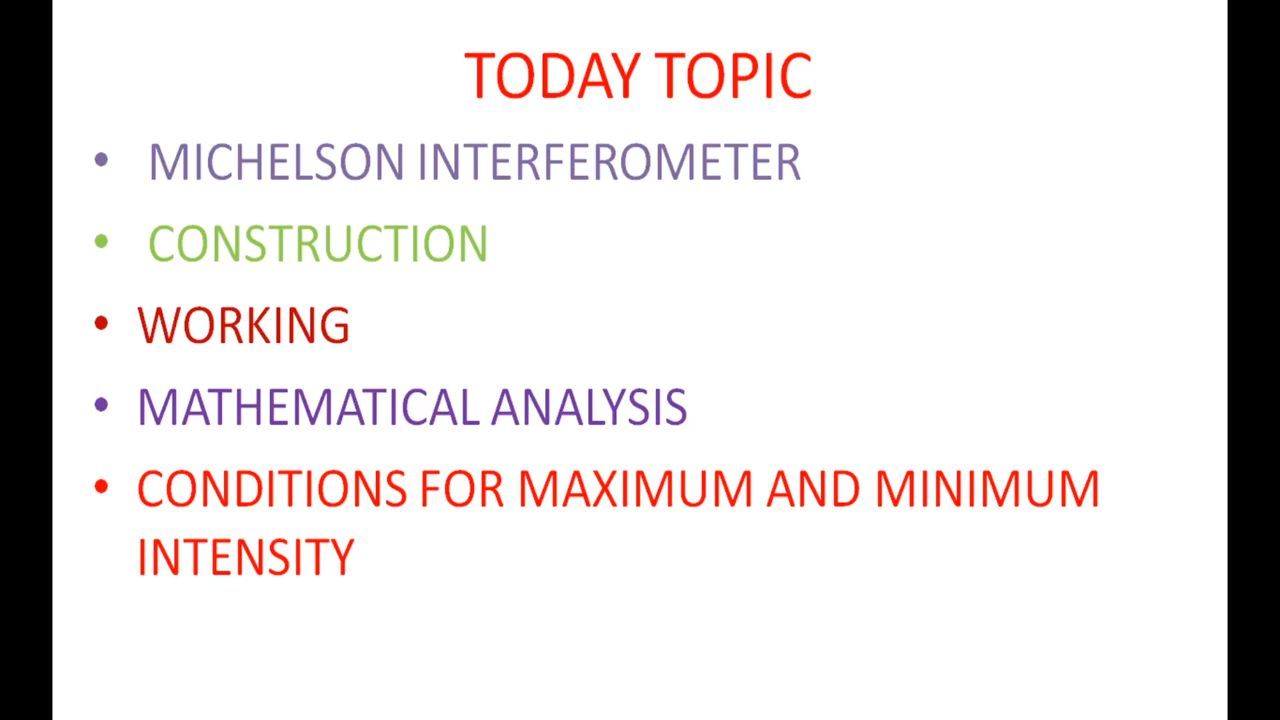 TODAY TOPIC
• MICHELSON INTERFEROMETER
• CONSTRUCTION
• WORKING
• MATHEMATICAL ANALYSIS
• CONDITIONS FOR MAXIMUM AND MINIMUM
INTENSITY